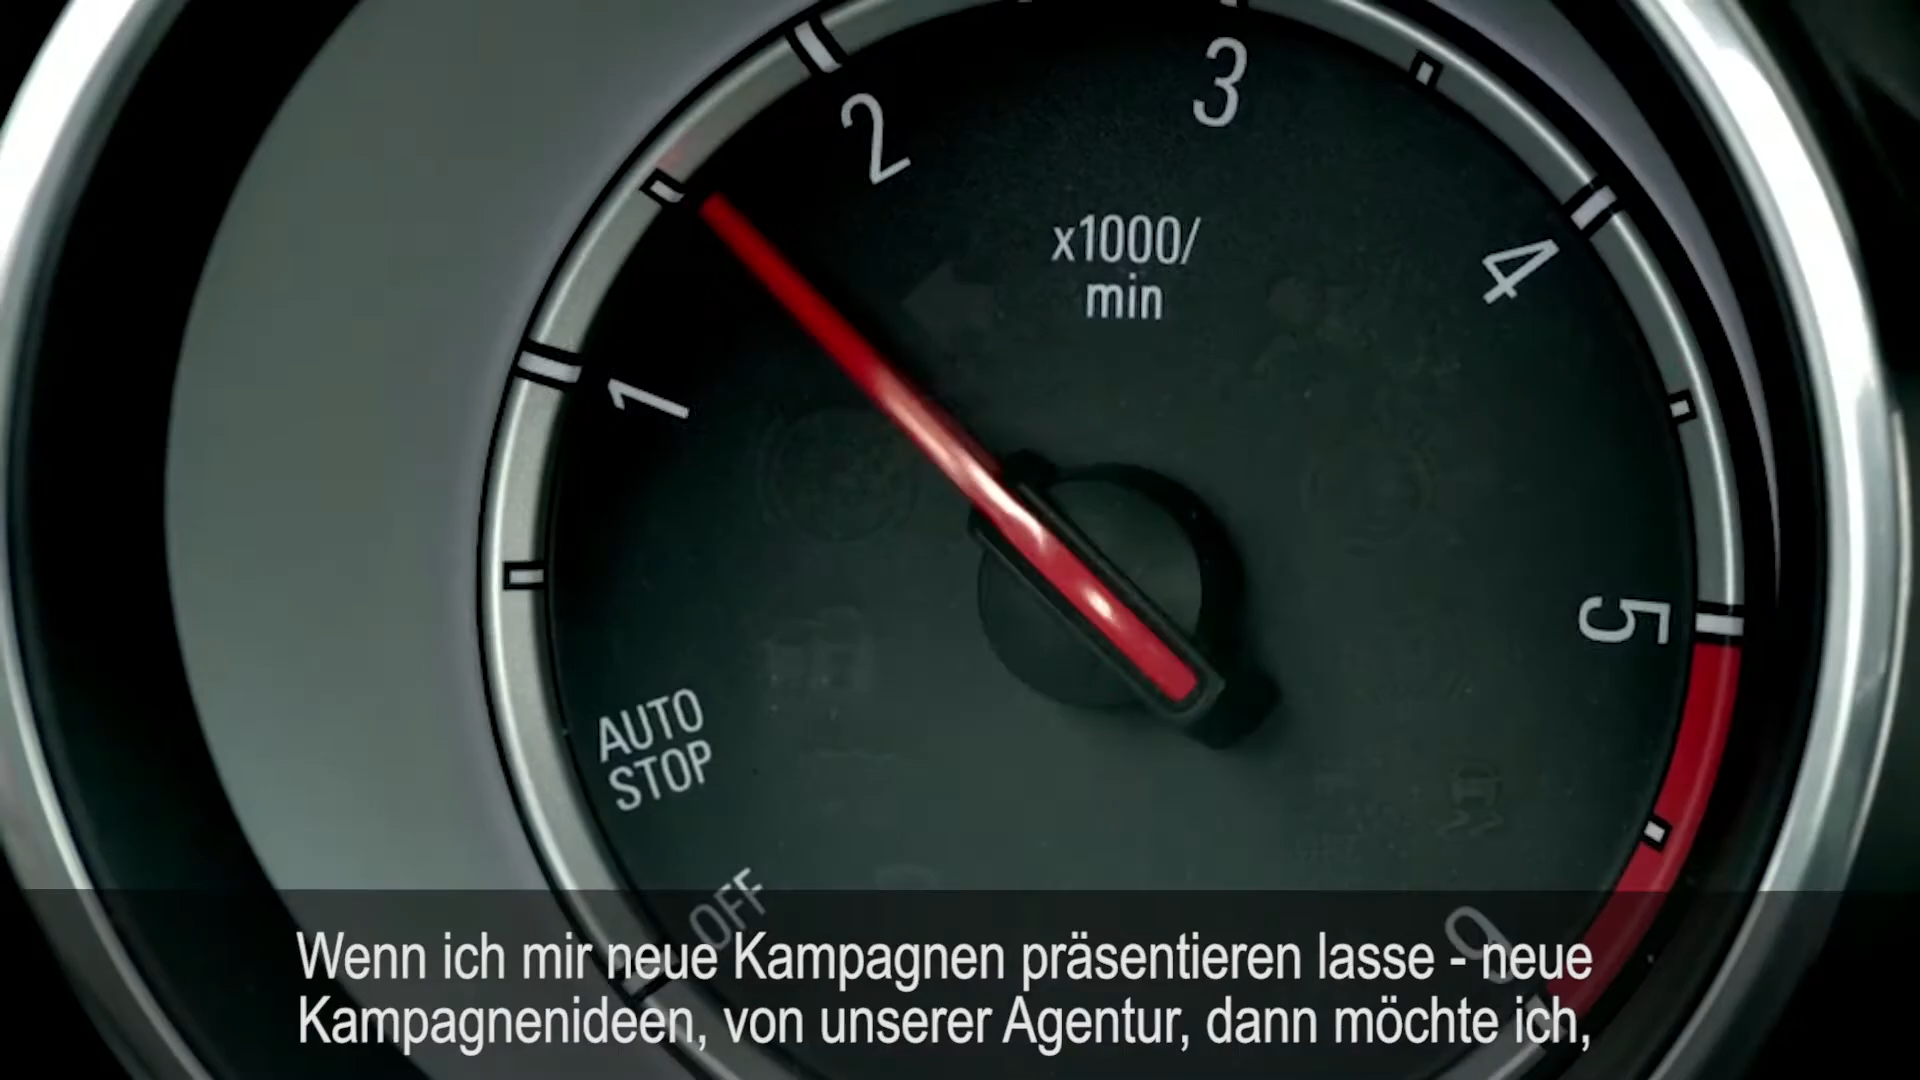 3
2
x1000/
min
4
1
5
AUTO
STOP
OFF
6
Wenn ich mir neue Kampagnen präsentieren lasse - neue
Kampagnenideen, von unserer Agentur, dann möchte ich,